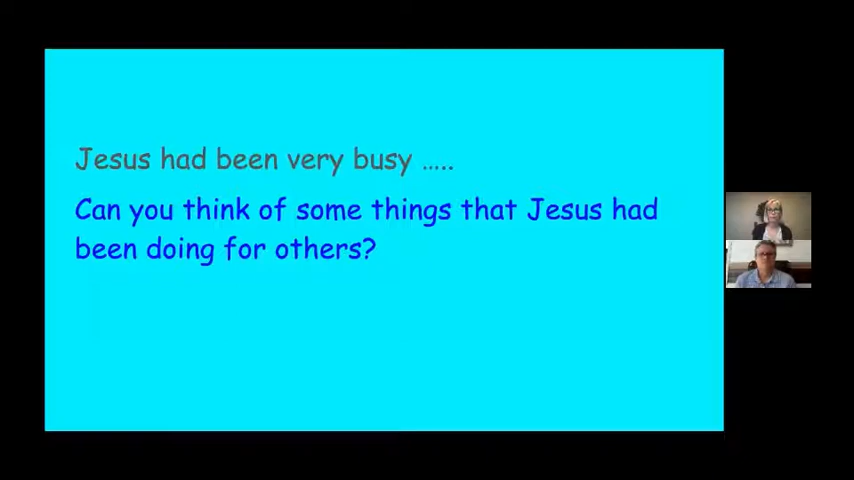 Jesus had been very busy …..
Can you think of some things that Jesus had
been doing for others?